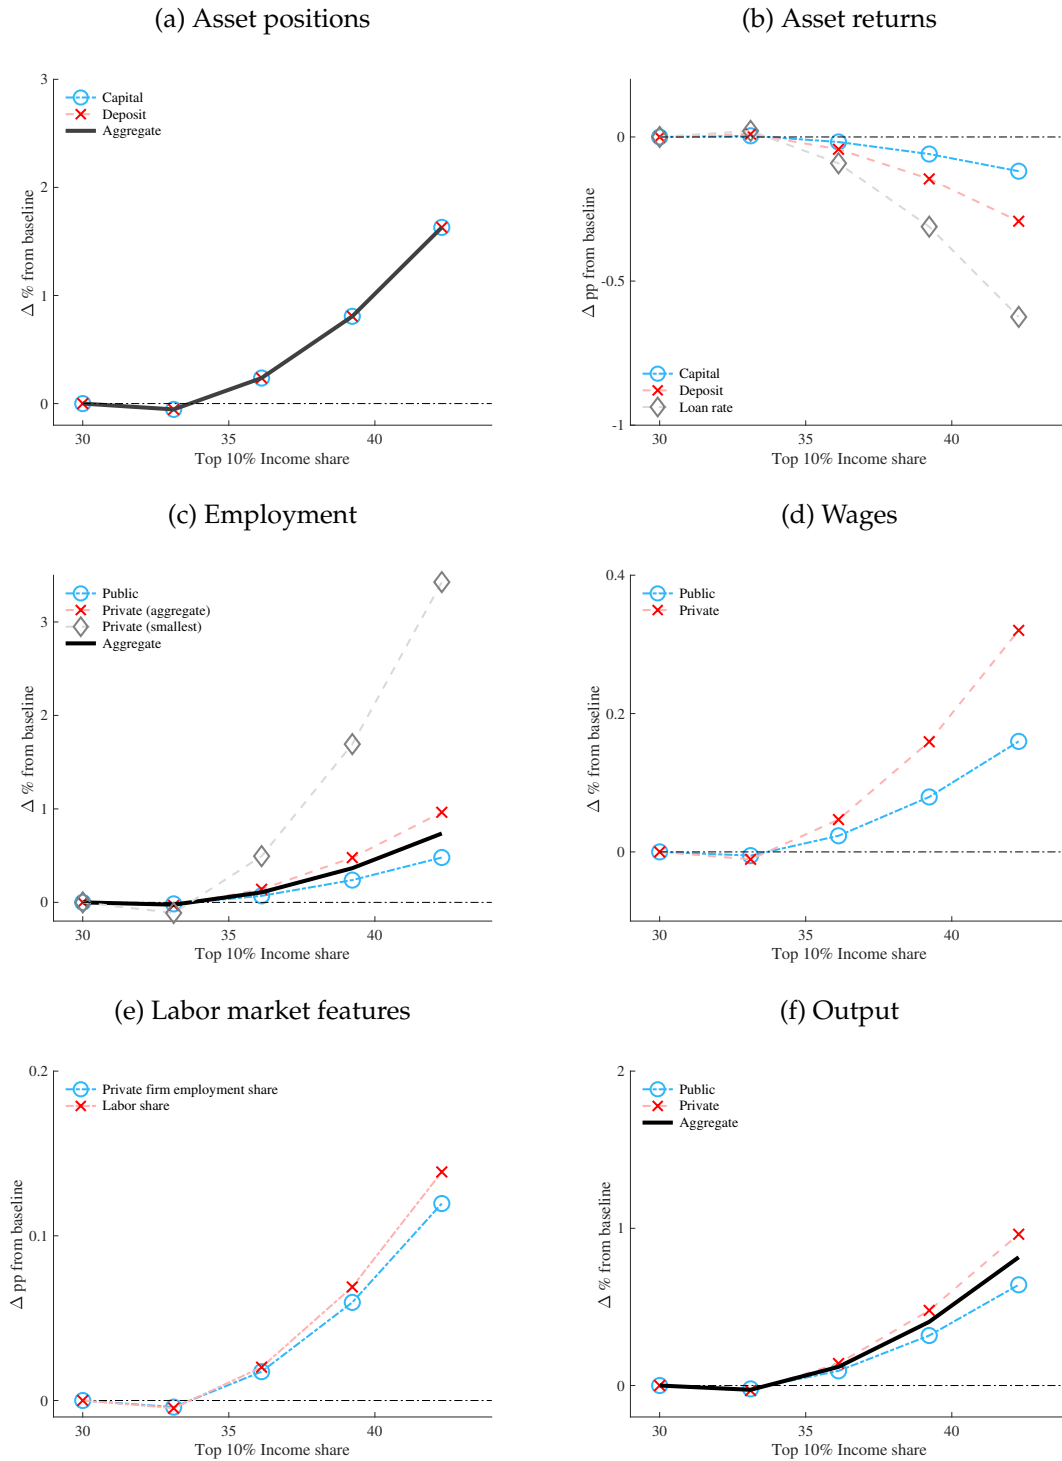 (a) Asset positions
3
2
1
0
30
35
40
Δ % from baseline
Top 10% Income share
Capital
Deposit
Aggregate
(b) Asset returns
0
-0.5
-1
30
35
40
Δ pp from baseline
Top 10% Income share
Capital
Deposit
Loan rate
(c) Employment
3
2
1
0
30
35
40
Δ % from baseline
Top 10% Income share
Public
Private (aggregate)
Private (smallest)
Aggregate
(d) Wages
0.4
0.2
0
30
35
40
Δ % from baseline
Top 10% Income share
Public
Private
(e) Labor market features
0.2
0.1
0
30
35
40
Δ pp from baseline
Top 10% Income share
Private firm employment share
Labor share
(f) Output
2
1
0
30
35
40
Δ % from baseline
Top 10% Income share
Public
Private
Aggregate